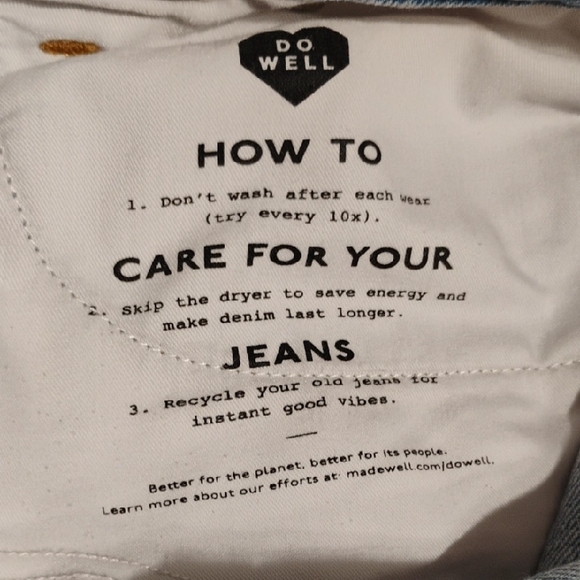 DO
WELL
HOW TO
1. Don't wash after each wear
(try every 10x).
CARE FOR YOUR
2. Skip the dryer to save energy and
make denim last longer.
JEANS
3. Recycle your old jeans for
instant good vibes.
Better for the planet, better for its people.
Learn more about our efforts at: madewell.com/dowell.